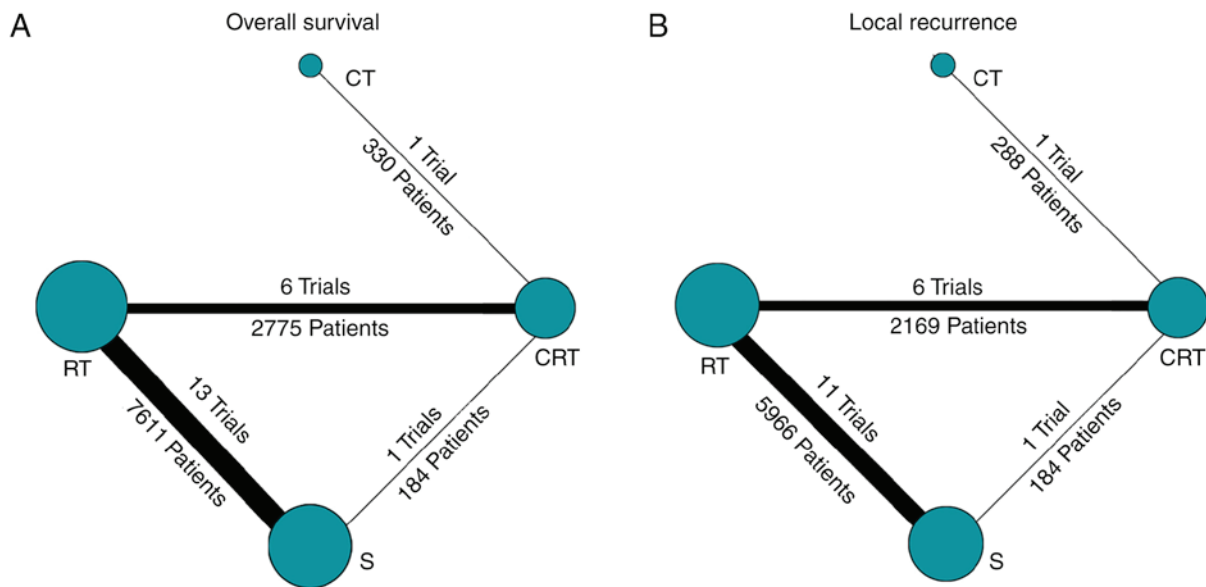 A
Overall survival
CT
1 Trial
330 Patients
6 Trials
2775 Patients
RT
CRT
13 Trials
7611 Patients
1 Trials
184 Patients
S
B
Local recurrence
CT
1 Trial
288 Patients
6 Trials
2169 Patients
RT
CRT
11 Trials
5966 Patients
1 Trial
184 Patients
S